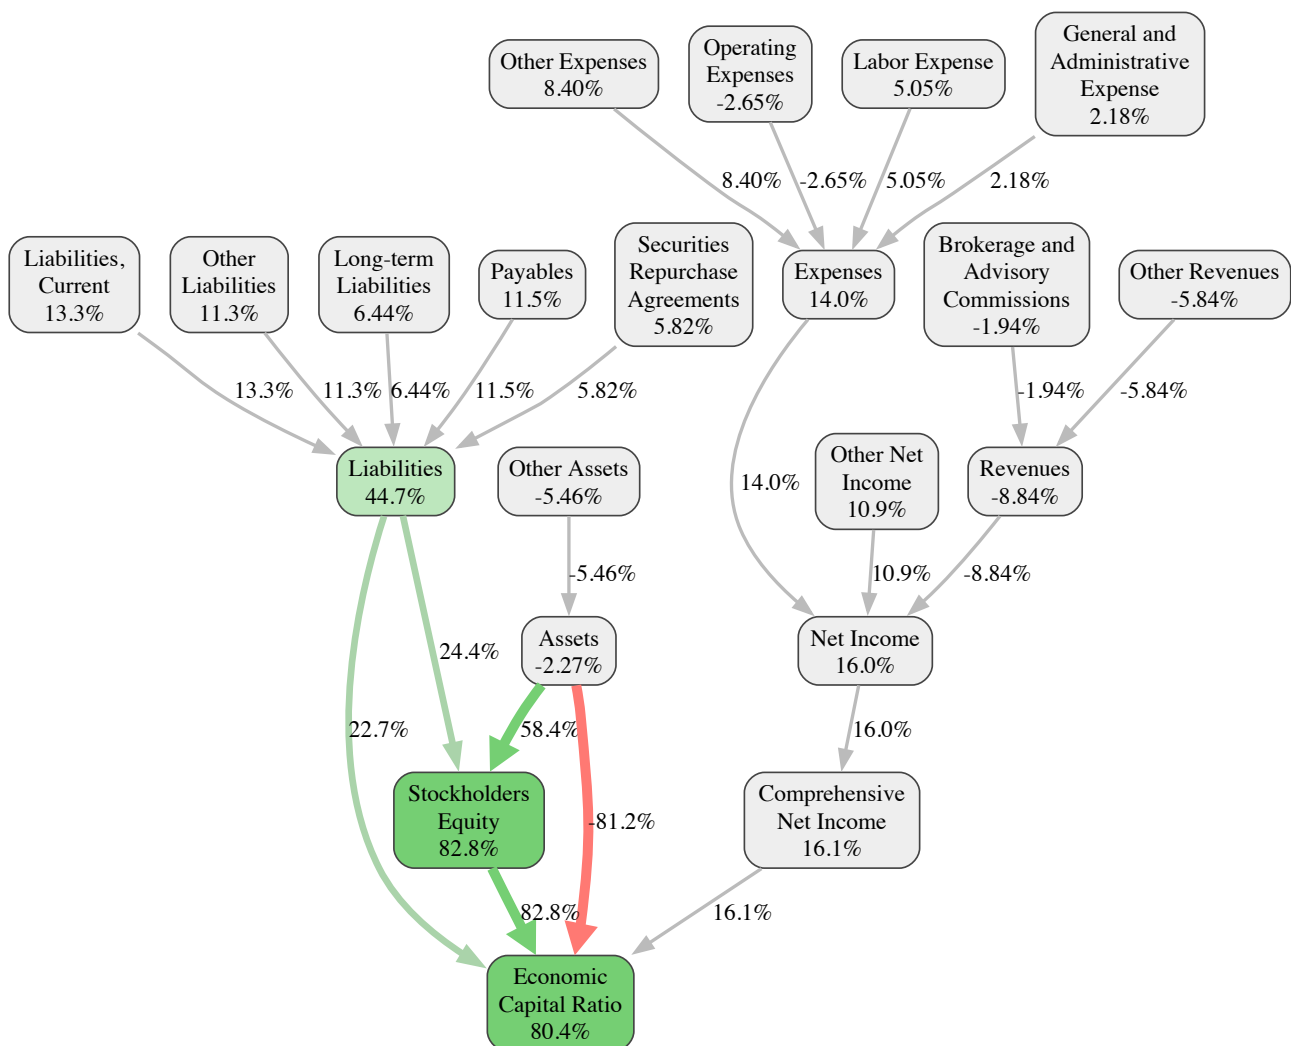 General and
Administrative
Expense
2.18%
Operating
Expenses
-2.65%
Other Expenses
8.40%
Labor Expense
5.05%
8.40%
-2.65%
5.05%
2.18%
Liabilities,
Current
13.3%
Other
Liabilities
11.3%
Long-term
Liabilities
6.44%
Payables
11.5%
Securities
Repurchase
Agreements
5.82%
Expenses
14.0%
Brokerage and
Advisory
Commissions
-1.94%
Other Revenues
-5.84%
13.3%
11.3%
6.44%
11.5%
5.82%
-1.94%
-5.84%
Liabilities
44.7%
Other Assets
-5.46%
14.0%
Other Net
Income
10.9%
Revenues
-8.84%
-5.46%
10.9%
-8.84%
24.4%
Assets
-2.27%
Net Income
16.0%
22.7%
58.4%
16.0%
Stockholders
Equity
82.8%
-81.2%
Comprehensive
Net Income
16.1%
82.8%
16.1%
Economic
Capital Ratio
80.4%